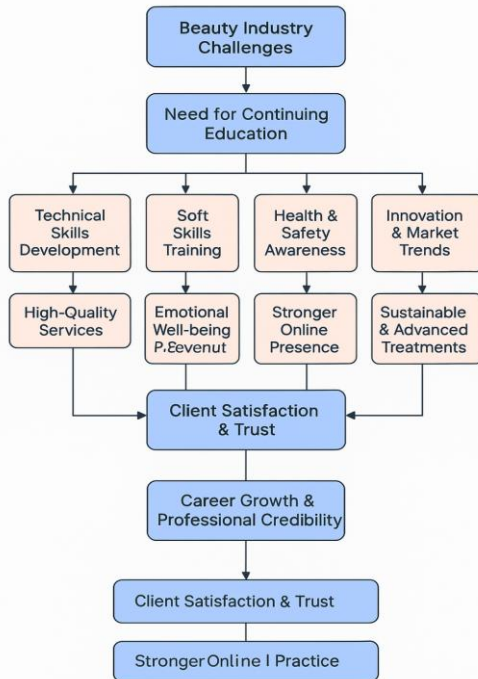 Beauty Industry
Challenges
Need for Continuing
Education
Technical
Skills
Development
Soft
Skills
Training
Health &
Safety
Awareness
Innovation
& Market
Trends
High-Quality
Services
Emotional
Well-being
Stronger
Online
Presence
Sustainable
& Advanced
Treatments
Client Satisfaction
& Trust
Career Growth &
Professional Credibility
Client Satisfaction & Trust
Stronger Online I Practice